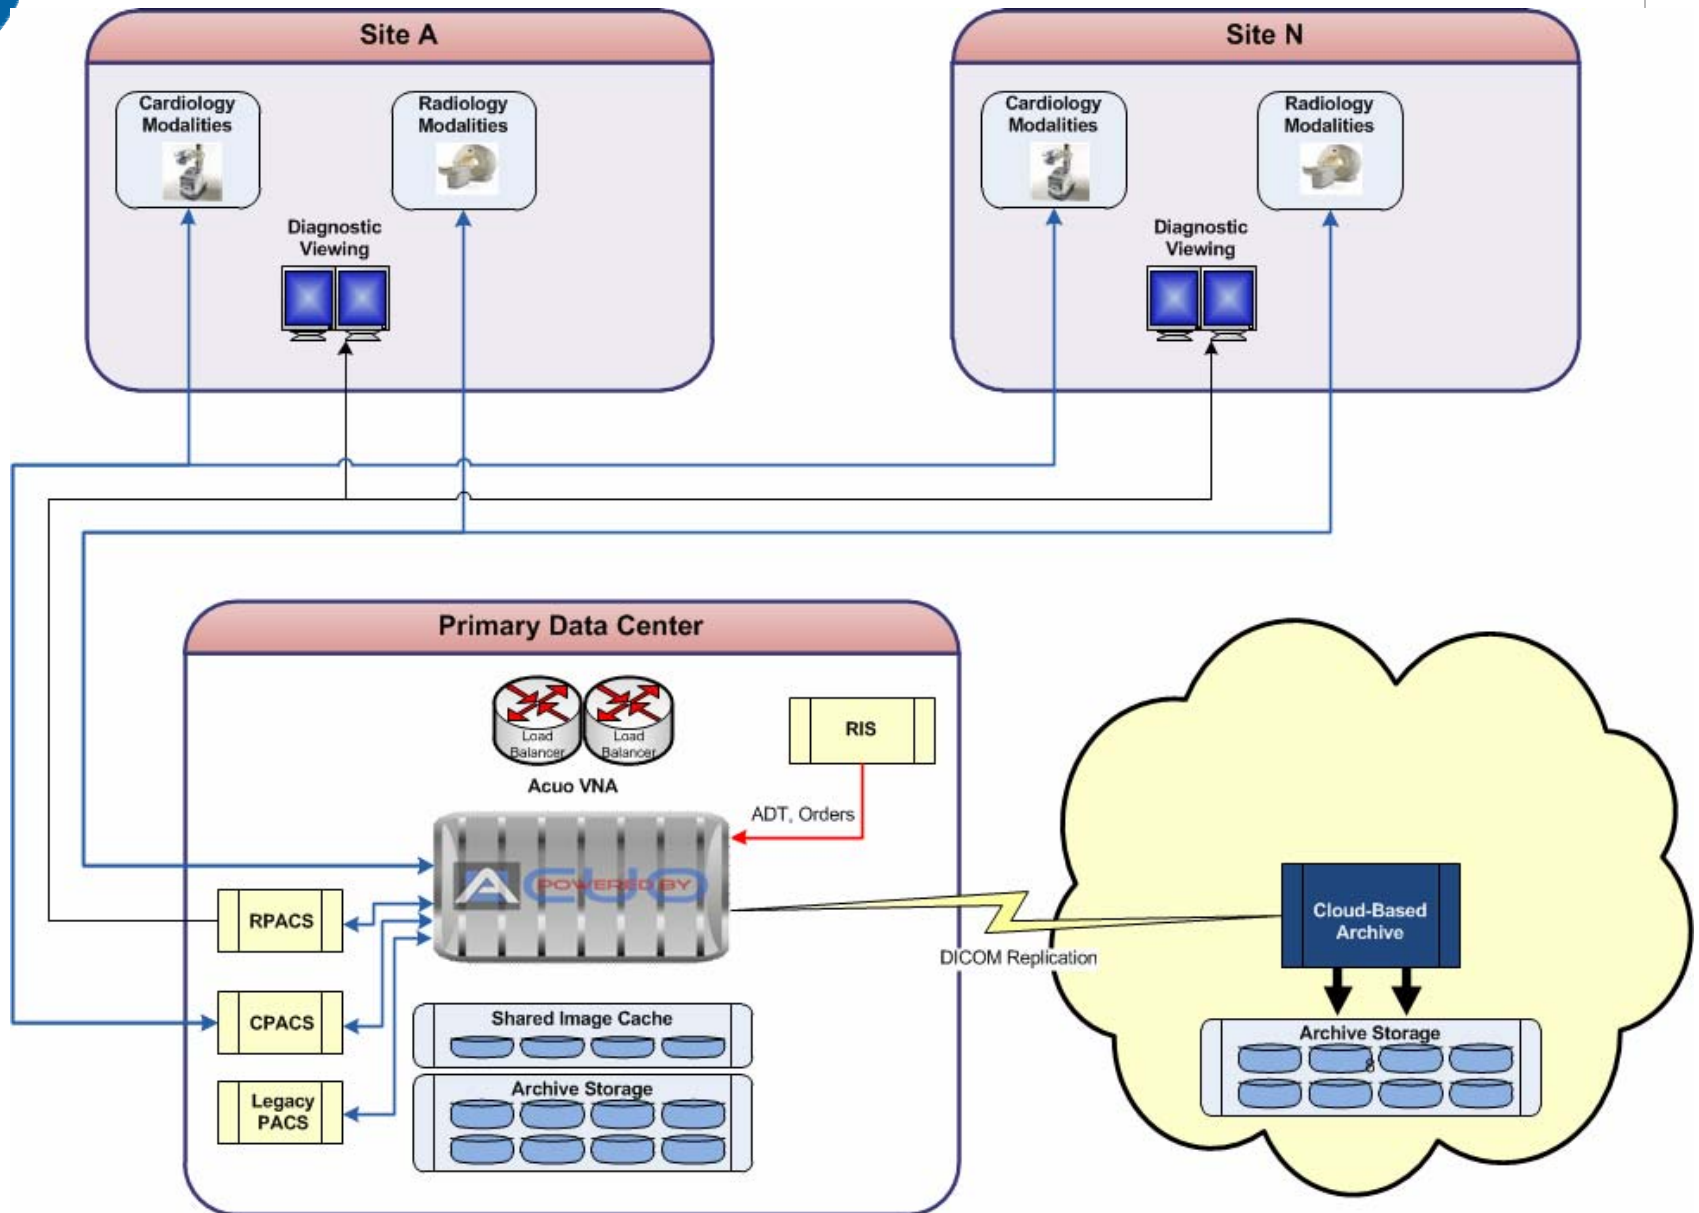 Site A
Cardiology
Modalities
Radiology
Modalities
Diagnostic
Viewing
Site N
Cardiology
Modalities
Radiology
Modalities
Diagnostic
Viewing
Primary Data Center
Load
Balancer
Load
Balancer
Acuo VNA
RIS
ADT, Orders
ACUO
POWERED BY
RPACS
CPACS
Legacy
PACS
Shared Image Cache
Archive Storage
DICOM Replication
Cloud-Based
Archive
Archive Storage
8